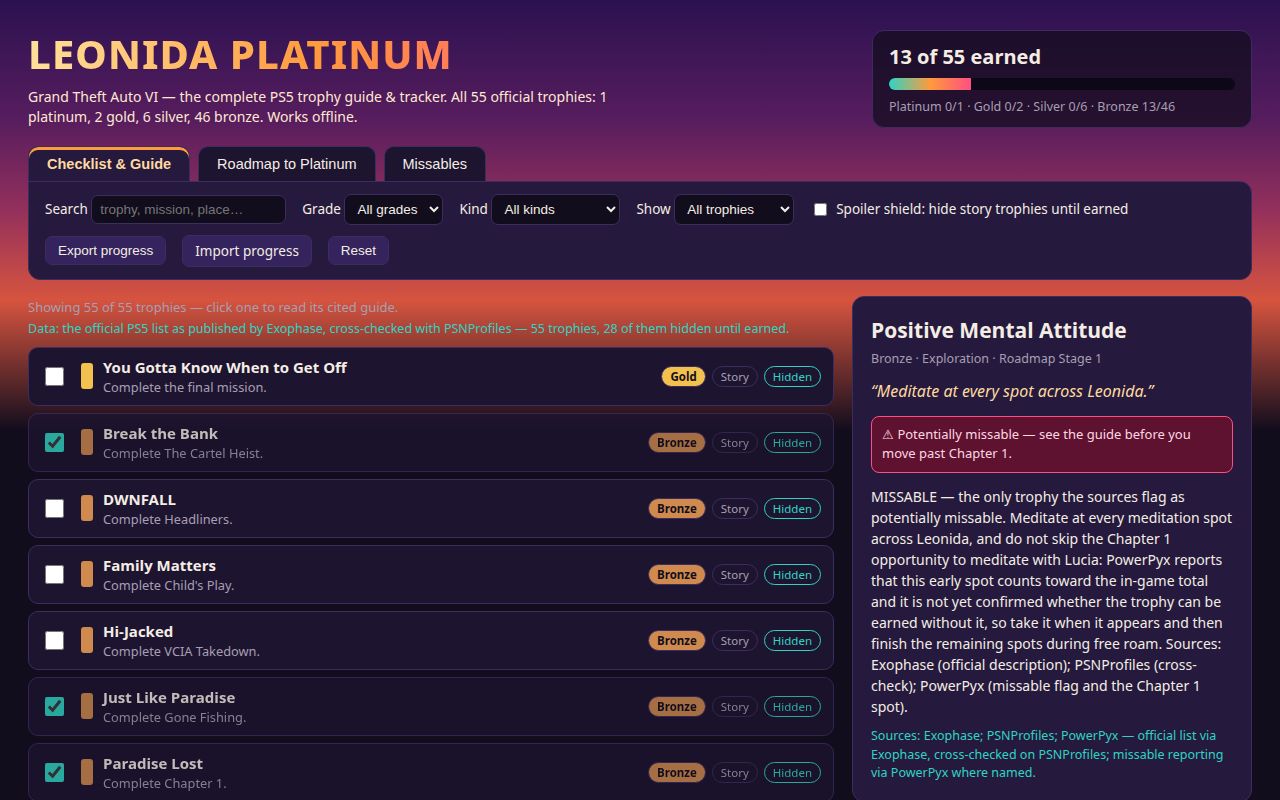 LEONIDA PLATINUM
Grand Theft Auto VI — the complete PS5 trophy guide & tracker. All 55 official trophies: 1
platinum, 2 gold, 6 silver, 46 bronze. Works offline.
13 of 55 earned
Platinum 0/1 · Gold 0/2 · Silver 0/6 · Bronze 13/46
Checklist & Guide
Roadmap to Platinum
Missables
Search trophy, mission, place… Grade All grades Kind All kinds Show All trophies Spoiler shield: hide story trophies until earned
Export progress Import progress Reset
Showing 55 of 55 trophies — click one to read its cited guide.
Data: the official PS5 list as published by Exophase, cross-checked with PSNProfiles — 55 trophies, 28 of them hidden until earned.
You Gotta Know When to Get Off
Complete the final mission.
Gold Story Hidden
Break the Bank
Complete The Cartel Heist.
Bronze Story Hidden
DWNFALL
Complete Headliners.
Bronze Story Hidden
Family Matters
Complete Child's Play.
Bronze Story Hidden
Hi-Jacked
Complete VCIA Takedown.
Bronze Story Hidden
Just Like Paradise
Complete Gone Fishing.
Bronze Story Hidden
Paradise Lost
Complete Chapter 1.
Bronze Story Hidden
Positive Mental Attitude
Bronze · Exploration · Roadmap Stage 1
“Meditate at every spot across Leonida.”
⚠ Potentially missable — see the guide before you
move past Chapter 1.
MISSABLE — the only trophy the sources flag as
potentially missable. Meditate at every meditation spot
across Leonida, and do not skip the Chapter 1
opportunity to meditate with Lucia: PowerPyx reports
that this early spot counts toward the in-game total
and it is not yet confirmed whether the trophy can be
earned without it, so take it when it appears and then
finish the remaining spots during free roam. Sources:
Exophase (official description); PSNProfiles (cross-
check); PowerPyx (missable flag and the Chapter 1
spot).
Sources: Exophase; PSNProfiles; PowerPyx — official list via
Exophase, cross-checked on PSNProfiles; missable reporting
via PowerPyx where named.